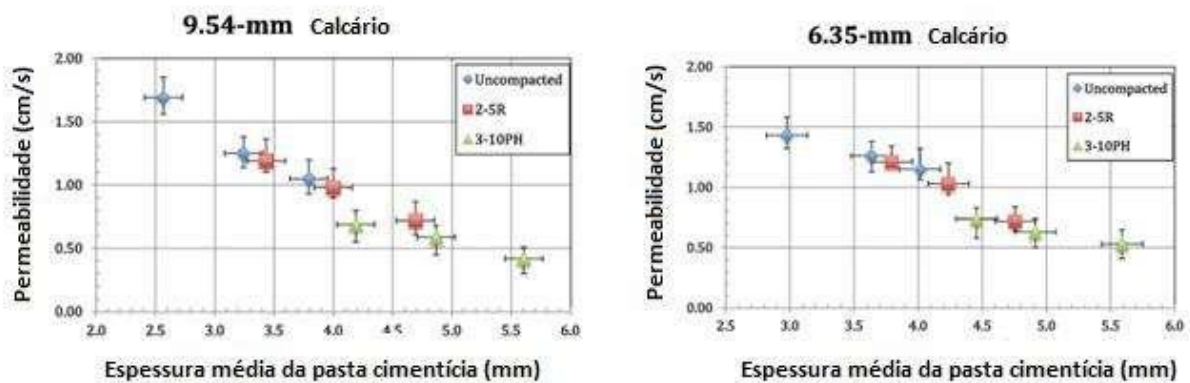 9.54-mm Calcário
Permeabilidade (cm/s)
2.00
1.50
1.00
0.50
0.00
Uncompacted
2-5R
3-10PH
2.0 2.5 3.0 3.5 4.0 4.5 5.0 5.5 6.0
Espessura média da pasta cimentícia (mm)
6.35-mm Calcário
Permeabilidade (cm/s)
2.00
1.50
1.00
0.50
0.00
Uncompacted
2-5R
3-10PH
2.5 3.0 3.5 4.0 4.5 5.0 5.5 6.0
Espessura média da pasta cimentícia (mm)